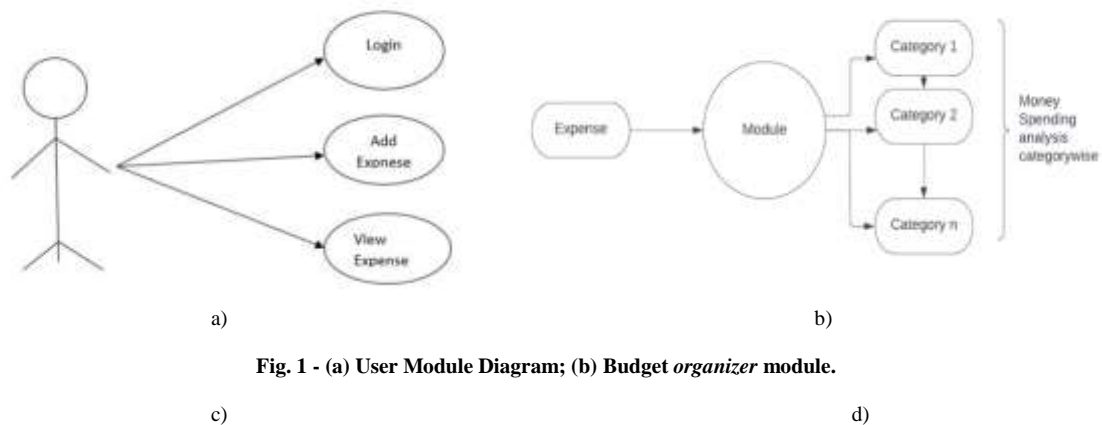 Login
Add
Exonese
View
Expense
a)
Expense
Module
Category 1
Category 2
Category n
Money
Spending
analysis
categorywise
b)
Fig. 1 - (a) User Module Diagram; (b) Budget organizer module.
c)
d)